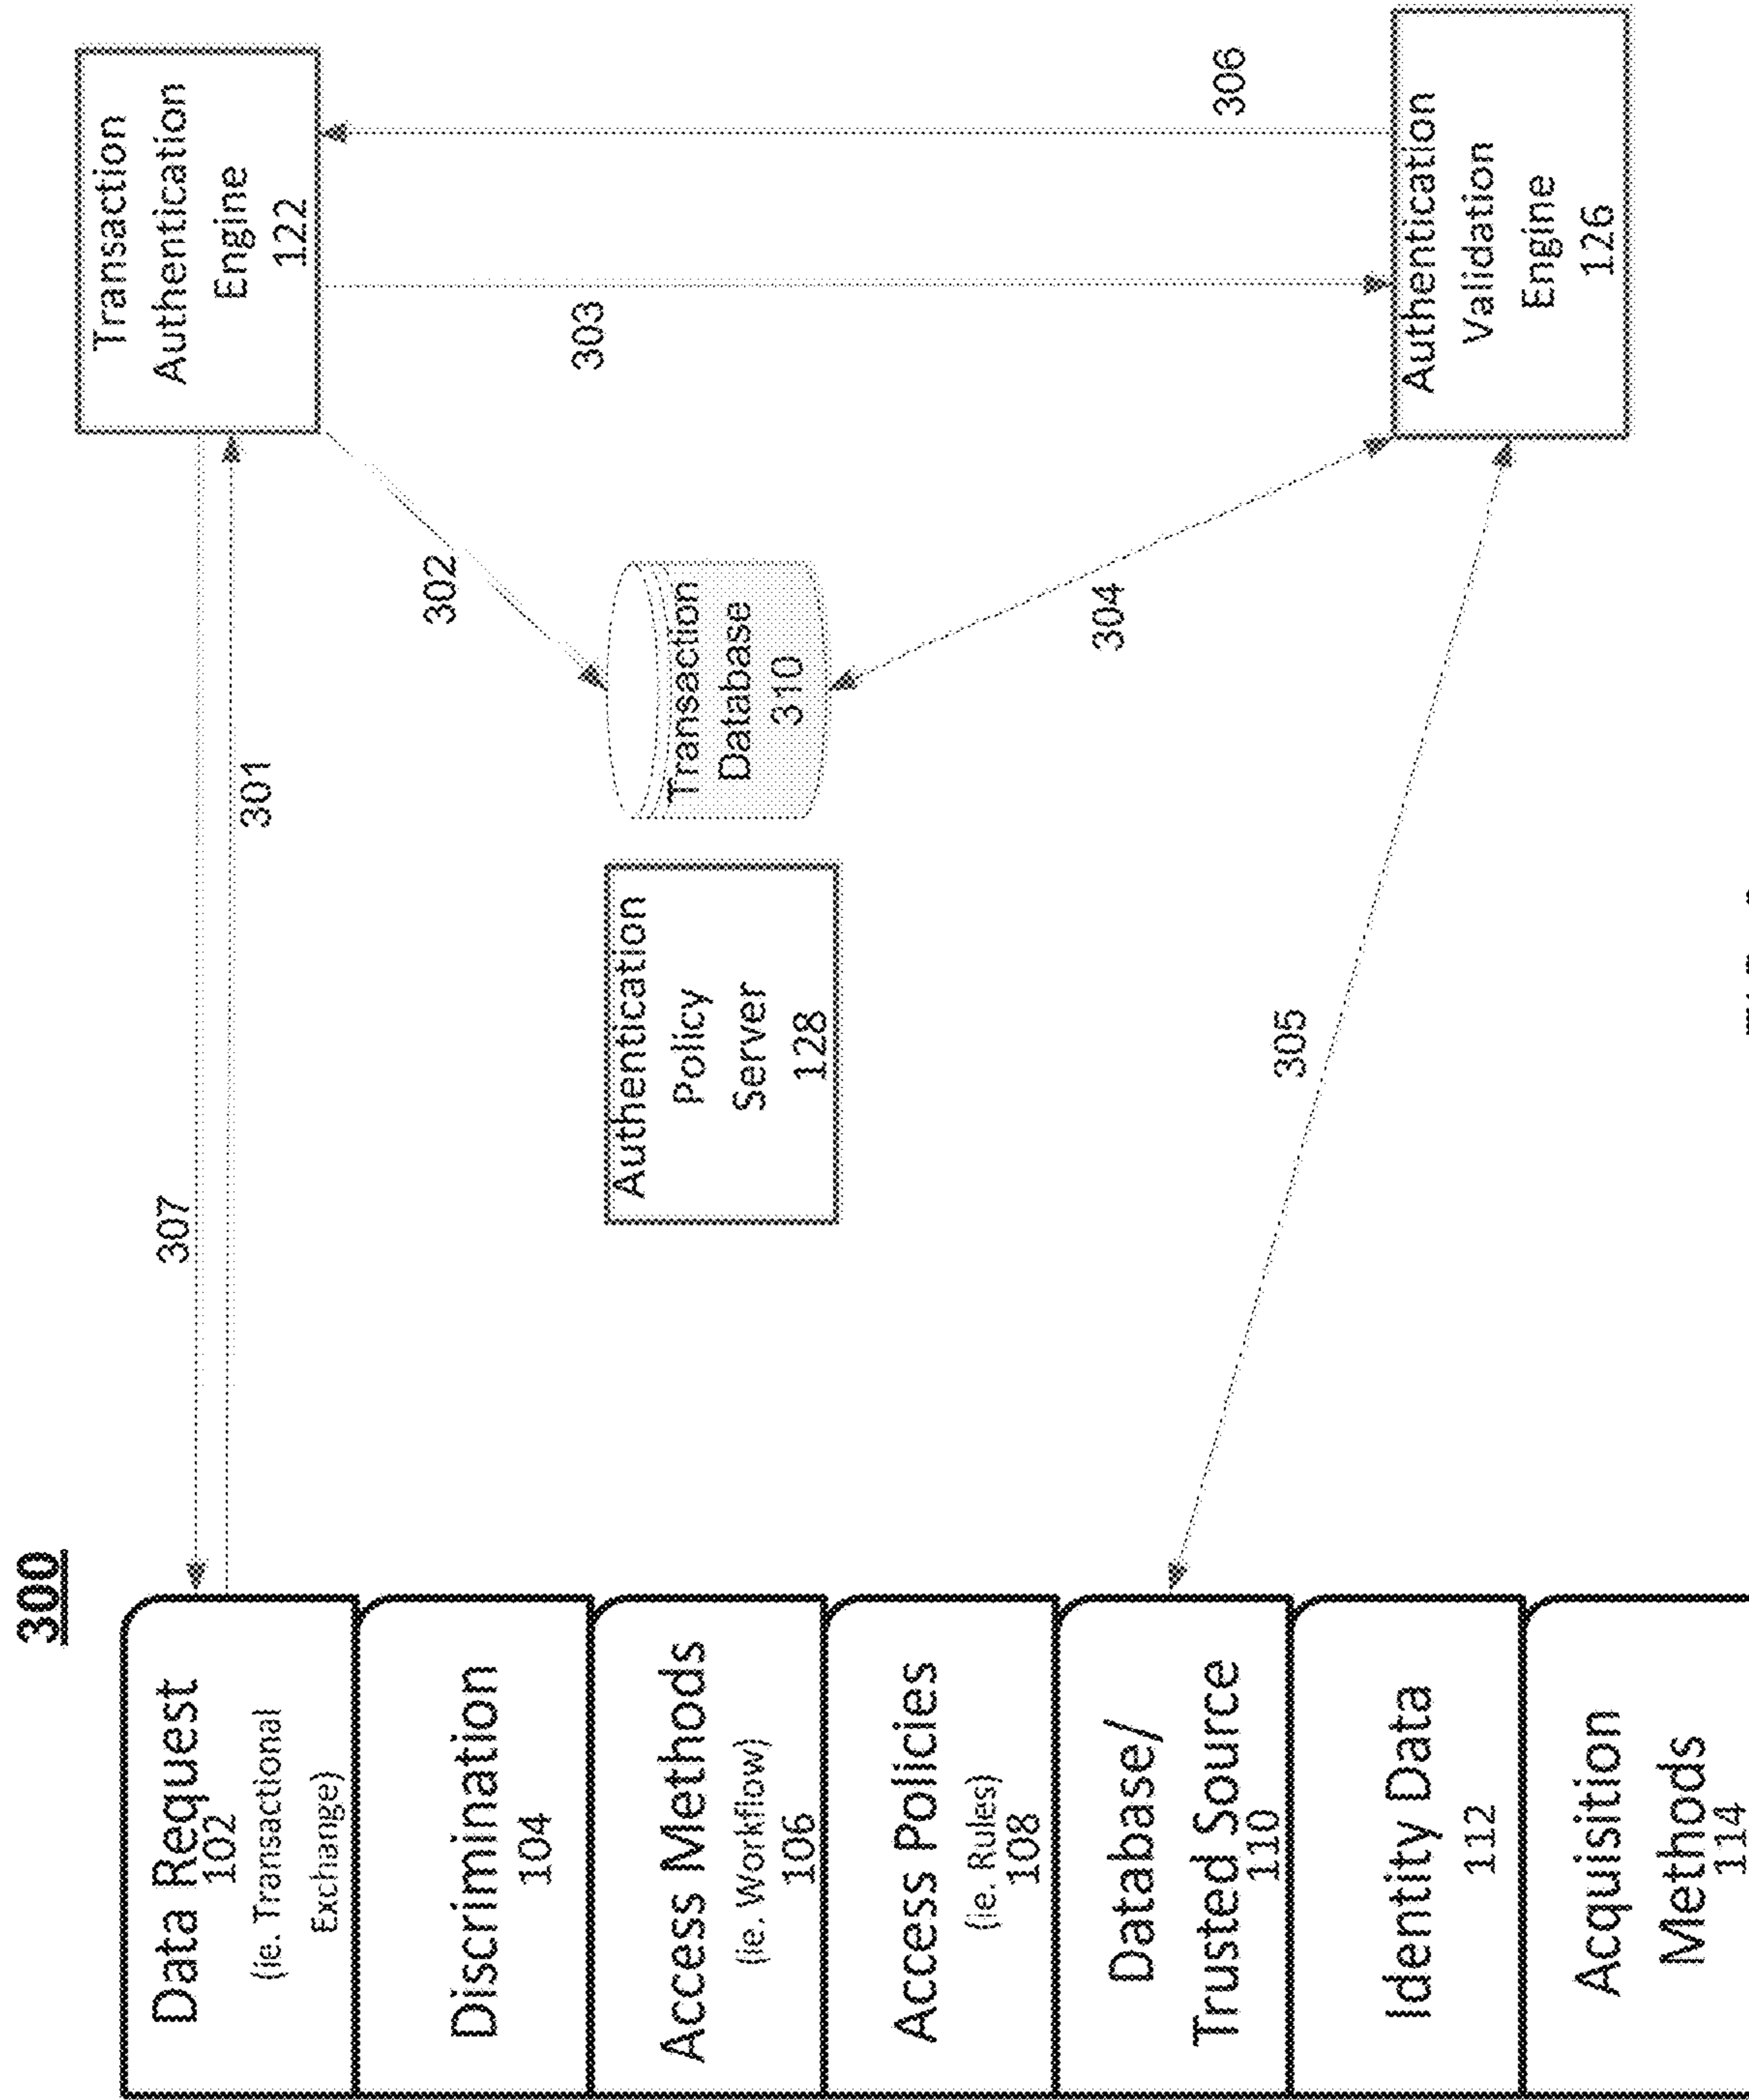 300
Data Request
102
(ie. Transactional
Exchange)
Discrimination
104
Access Methods
(ie. Workflow)
106
Access Policies
(ie. Rules)
108
Database/
Trusted Source
110
Identity Data
112
Acquisition
Methods
114
307
301
Authentication
Policy
Server
128
Transaction
Database
310
302
303
304
305
306
Transaction
Authentication
Engine
122
Authentication
Validation
Engine
126